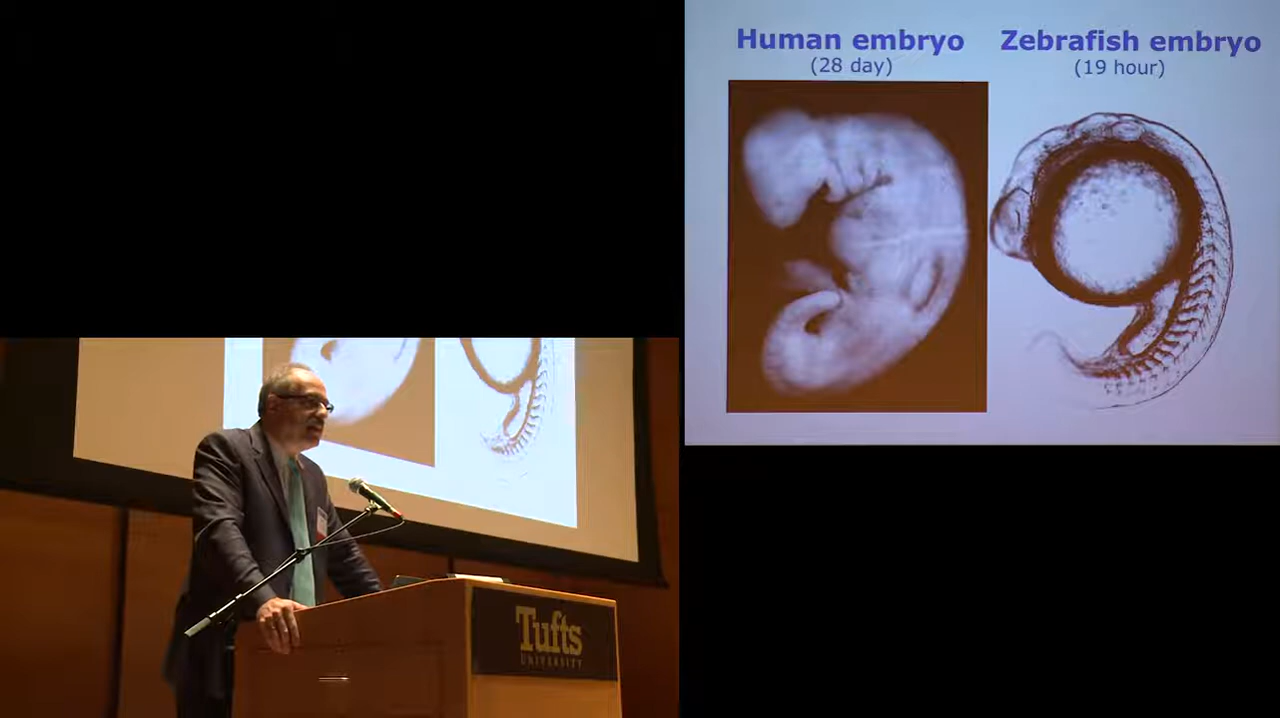 Human embryo
(28 day)
Zebrafish embryo
(19 hour)
Tufts
UNIVERSITY